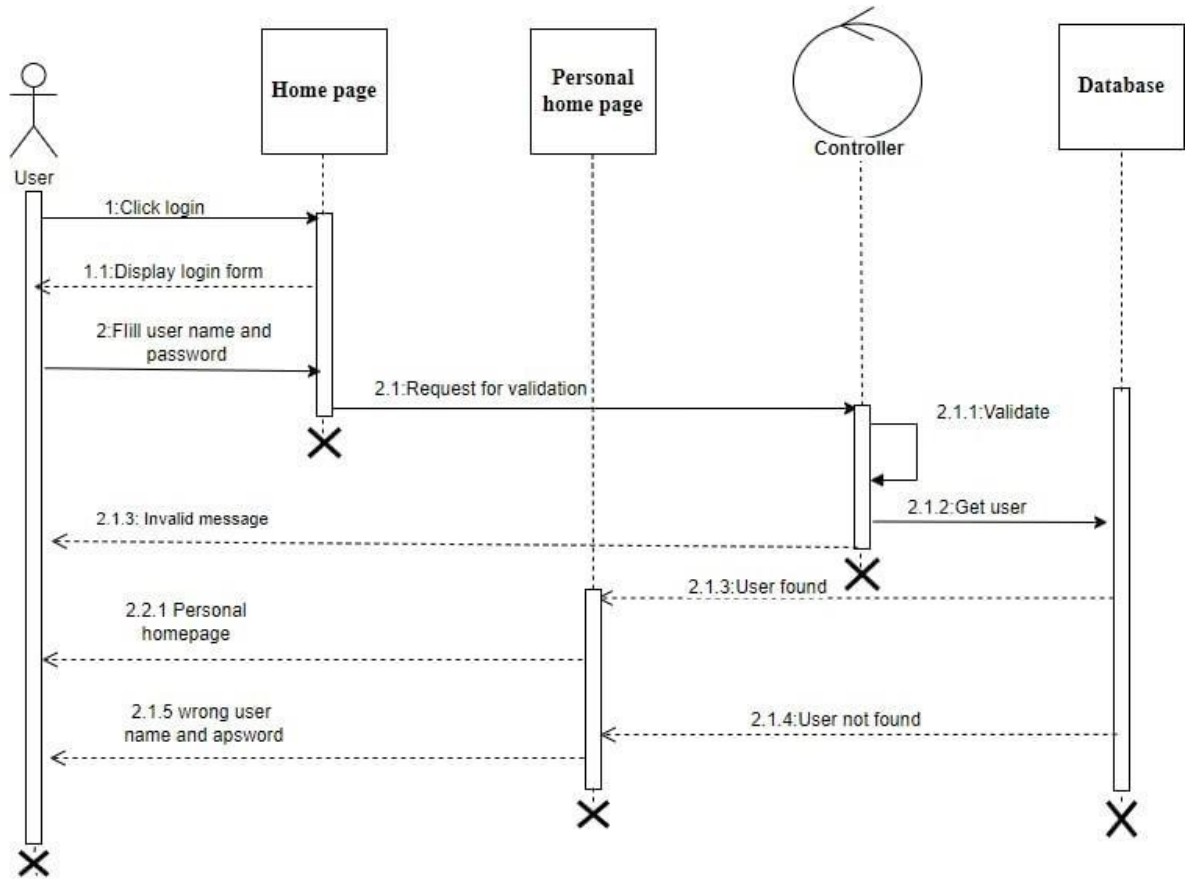 Home page
Personal
home page
Controller
Database
User
1:Click login
1.1:Display login form
2:Flill user name and
password
2.1:Request for validation
2.1.1:Validate
2.1.2:Get user
2.1.3: Invalid message
2.1.3:User found
2.2.1 Personal
homepage
2.1.4:User not found
2.1.5 wrong user
name and apsword